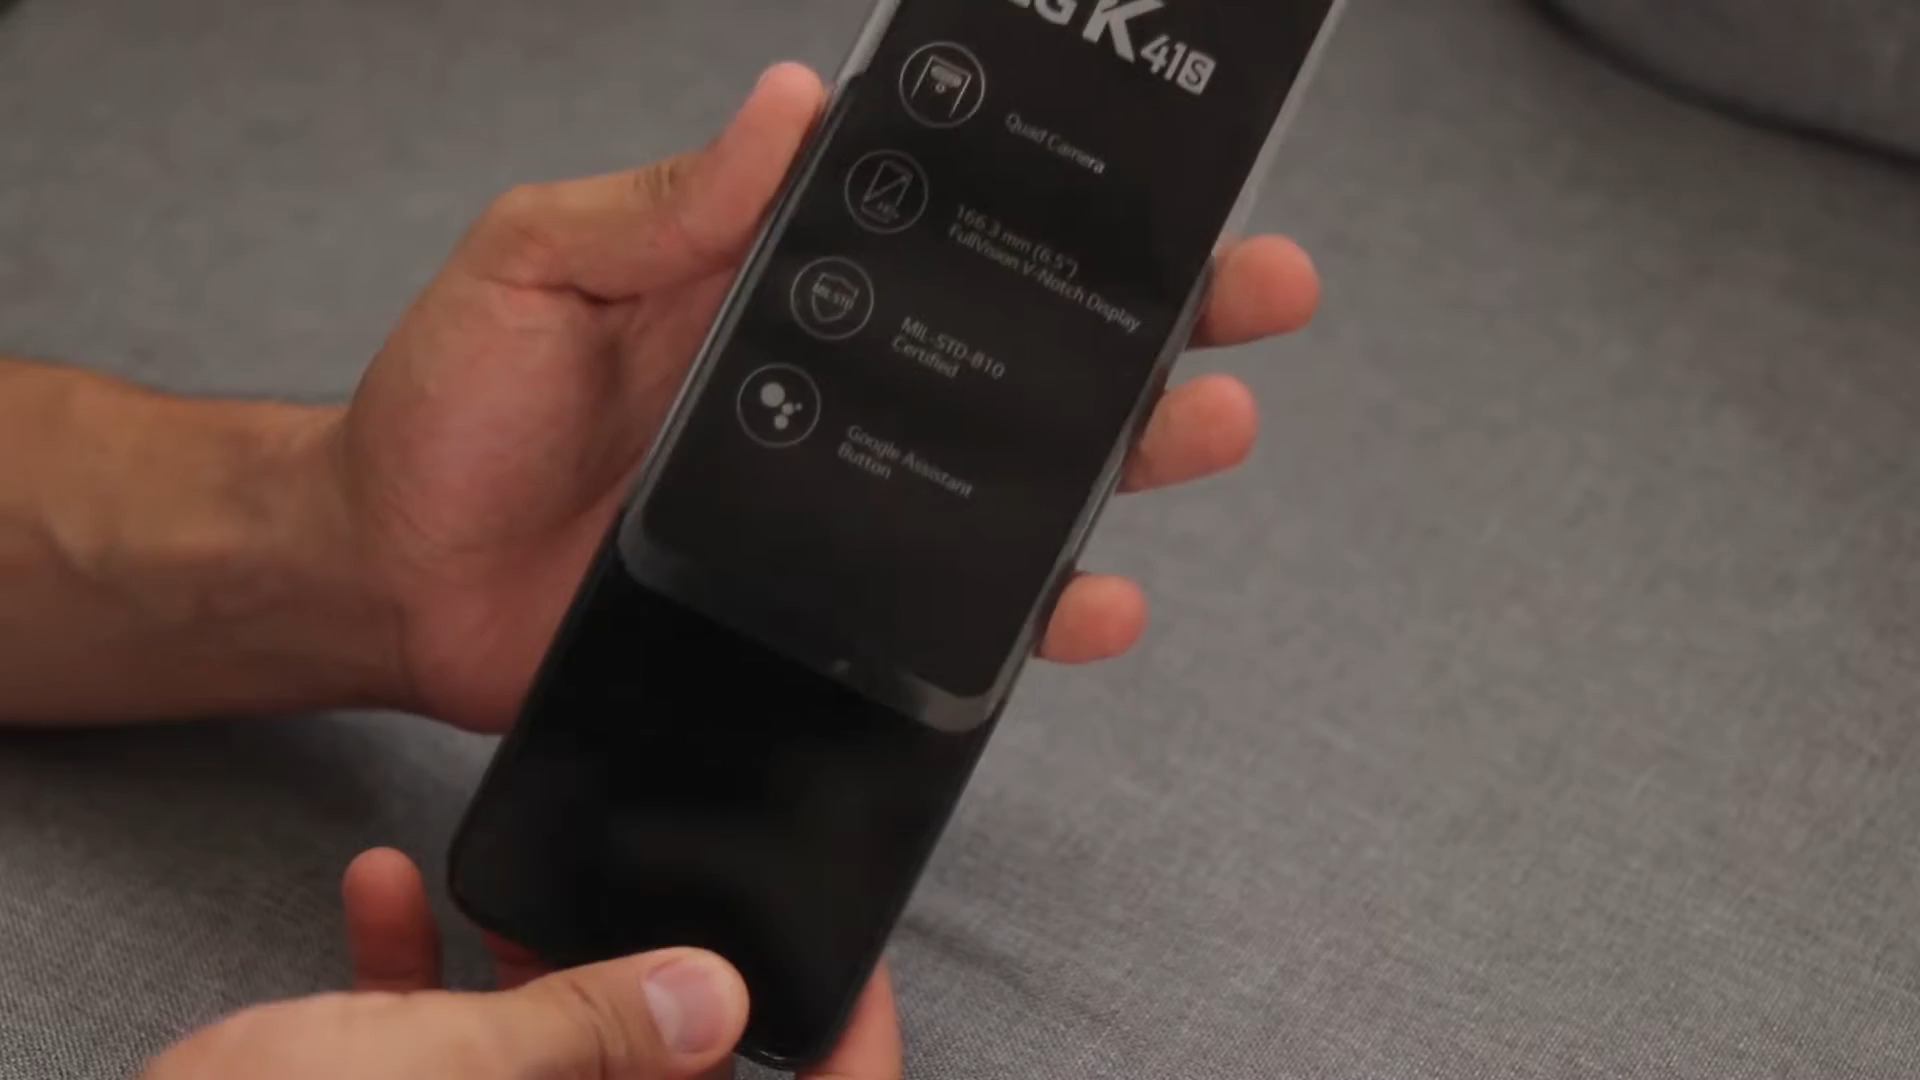 LG K41S
Quad Camera
166.3 mm (6.5")
FullVision V-Notch Display
MIL-STD
MIL-STD-810
Certified
Google Assistant
Button